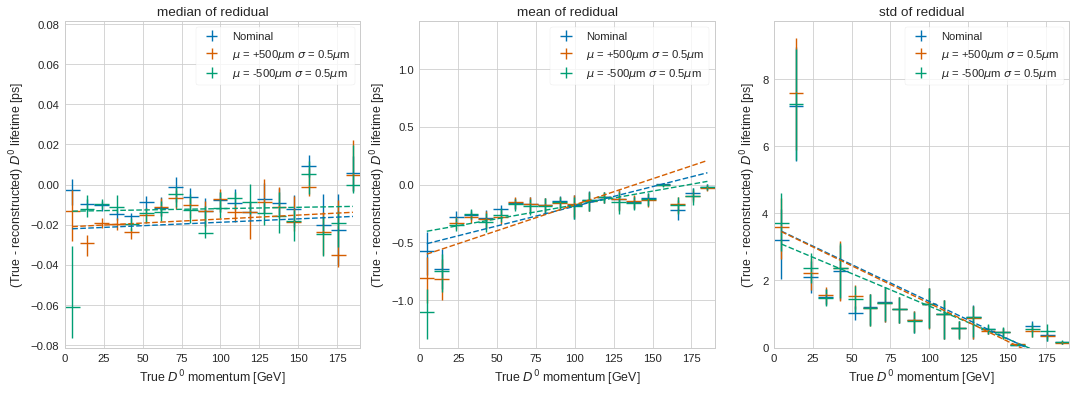 median of redidual
(True - reconstructed) D⁰ lifetime [ps]
0.08
0.06
0.04
0.02
0.00
−0.02
−0.04
−0.06
−0.08
Nominal
μ = +500μm σ = 0.5μm
μ = -500μm σ = 0.5μm
0 25 50 75 100 125 150 175
True D⁰ momentum [GeV]
mean of redidual
(True - reconstructed) D⁰ lifetime [ps]
1.0
0.5
0.0
−0.5
−1.0
Nominal
μ = +500μm σ = 0.5μm
μ = -500μm σ = 0.5μm
0 25 50 75 100 125 150 175
True D⁰ momentum [GeV]
std of redidual
(True - reconstructed) D⁰ lifetime [ps]
8
6
4
2
0
Nominal
μ = +500μm σ = 0.5μm
μ = -500μm σ = 0.5μm
0 25 50 75 100 125 150 175
True D⁰ momentum [GeV]